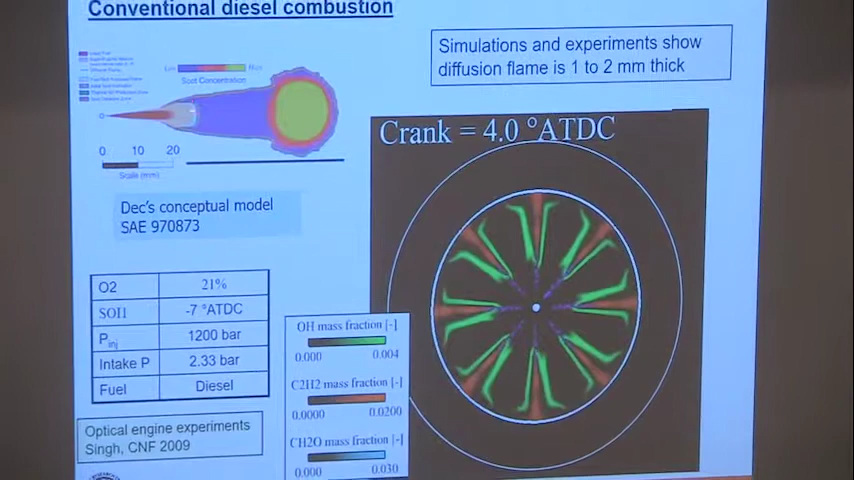 Conventional diesel combustion
Simulations and experiments show
diffusion flame is 1 to 2 mm thick
Low
High
Soot Concentration
0
0 10 20
Scale (mm)
Dec's conceptual model
SAE 970873
Crank = 4.0 °ATDC
O2 21%
SOI1 -7 °ATDC
Pinj 1200 bar
Intake P 2.33 bar
Fuel Diesel
OH mass fraction [-]
0.000 0.004
C2H2 mass fraction [-]
0.0000 0.0200
CH2O mass fraction [-]
0.000 0.030
Optical engine experiments
Singh, CNF 2009